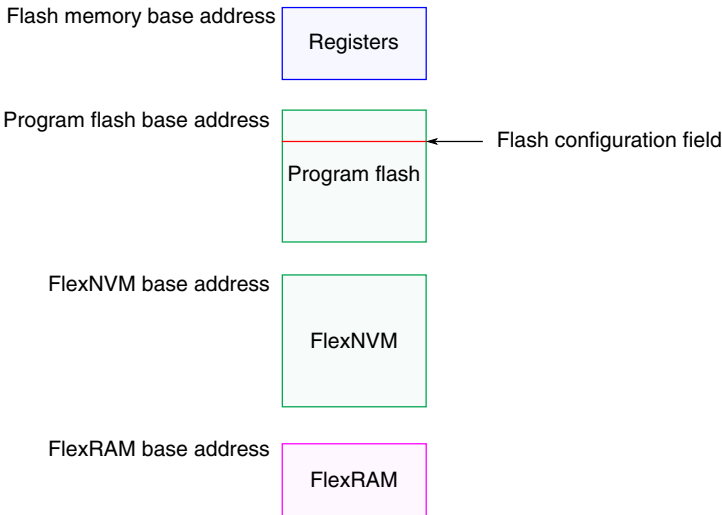 Flash memory base address
Registers
Program flash base address
Flash configuration field
Program flash
FlexNVM base address
FlexNVM
FlexRAM base address
FlexRAM